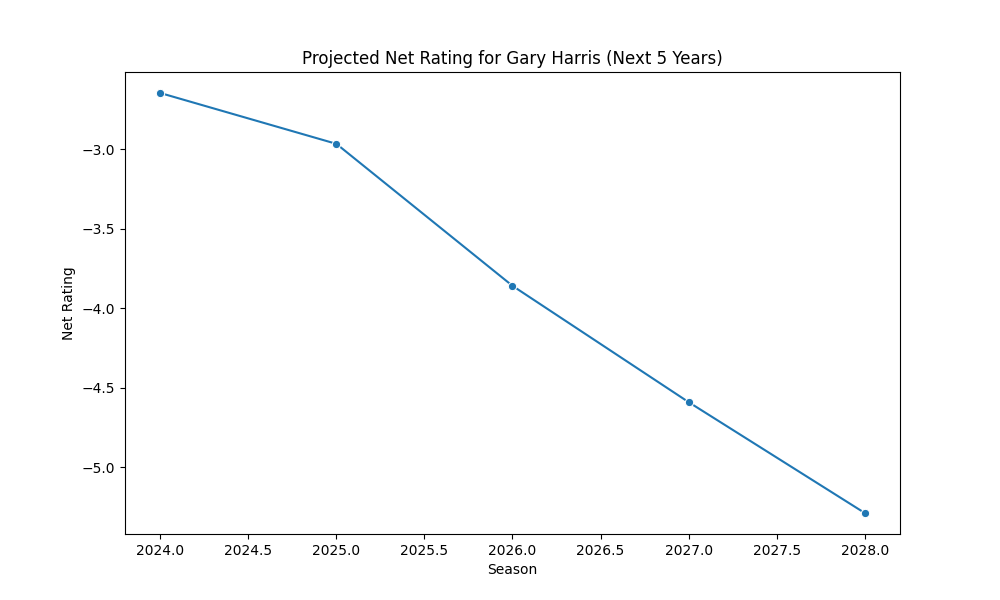 Projected Net Rating for Gary Harris (Next 5 Years)
Net Rating
−3.0
−3.5
−4.0
−4.5
−5.0
2024.0 2024.5 2025.0 2025.5 2026.0 2026.5 2027.0 2027.5 2028.0
Season